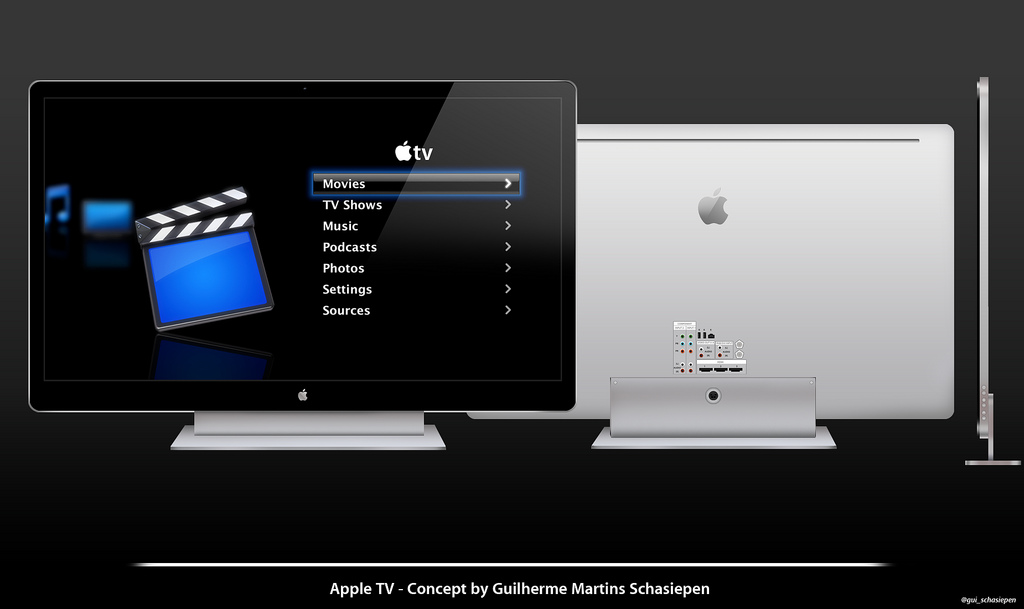 tv
Movies
TV Shows
Music
Podcasts
Photos
Settings
Sources
Apple TV - Concept by Guilherme Martins Schasiepen
@gui_schasiepen